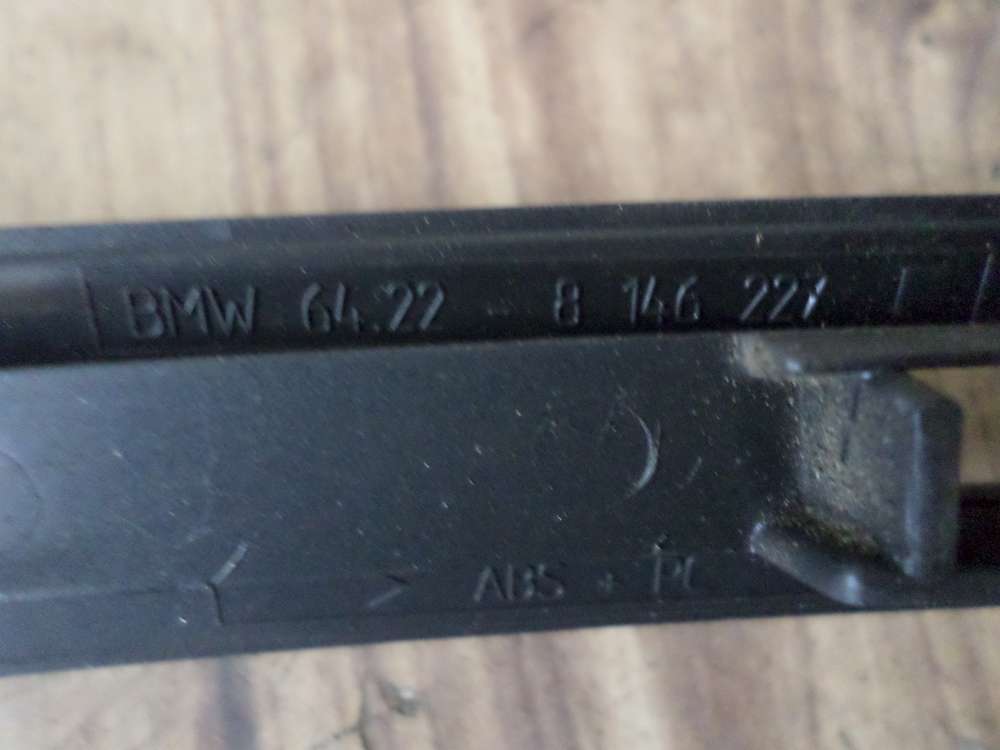 BMW 64.22 - 8 146 227
> ABS + PC